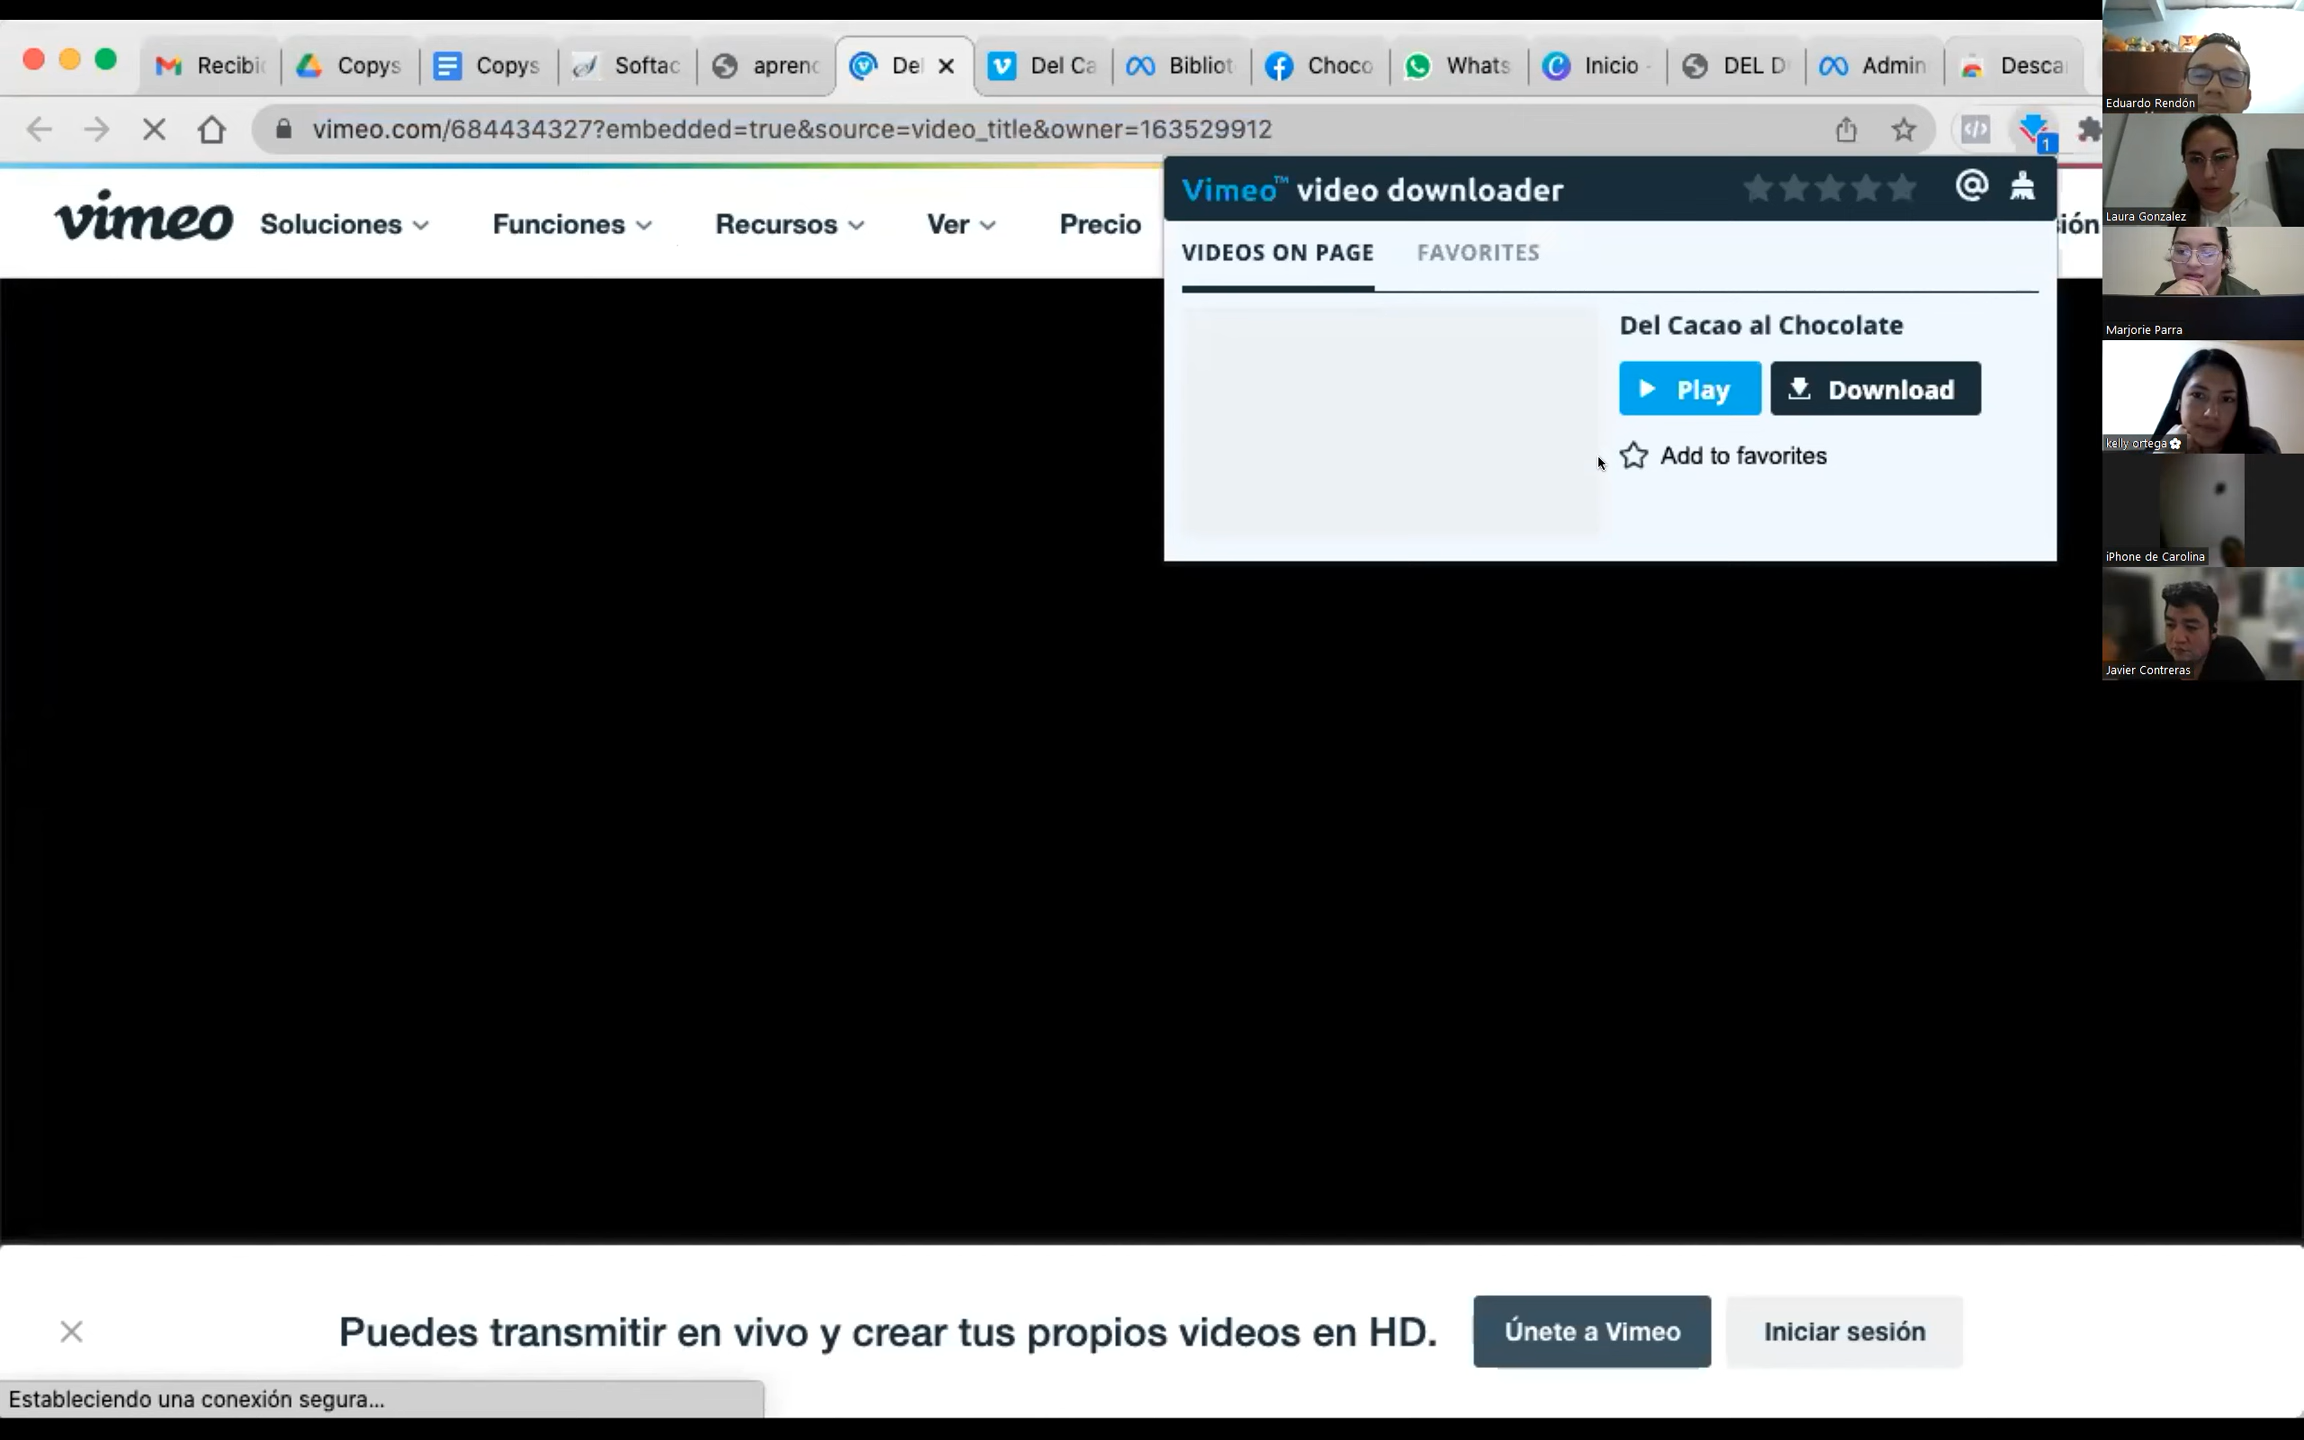 Recibi
Copys
Copys
Softac
aprend
Del
Del Ca
Bibliot
Choco
Whats
Inicio -
DEL D
Admin
Desca
vimeo.com/684434327?embedded=true&source=video_title&owner=163529912
1
vimeo
Soluciones
Funciones
Recursos
Ver
Precio
sión
Vimeo™ video downloader
VIDEOS ON PAGE
FAVORITES
Del Cacao al Chocolate
Play
Download
Add to favorites
Puedes transmitir en vivo y crear tus propios videos en HD.
Únete a Vimeo
Iniciar sesión
Estableciendo una conexión segura...
Eduardo Rendón
Laura Gonzalez
Marjorie Parra
kelly ortega
iPhone de Carolina
Javier Contreras